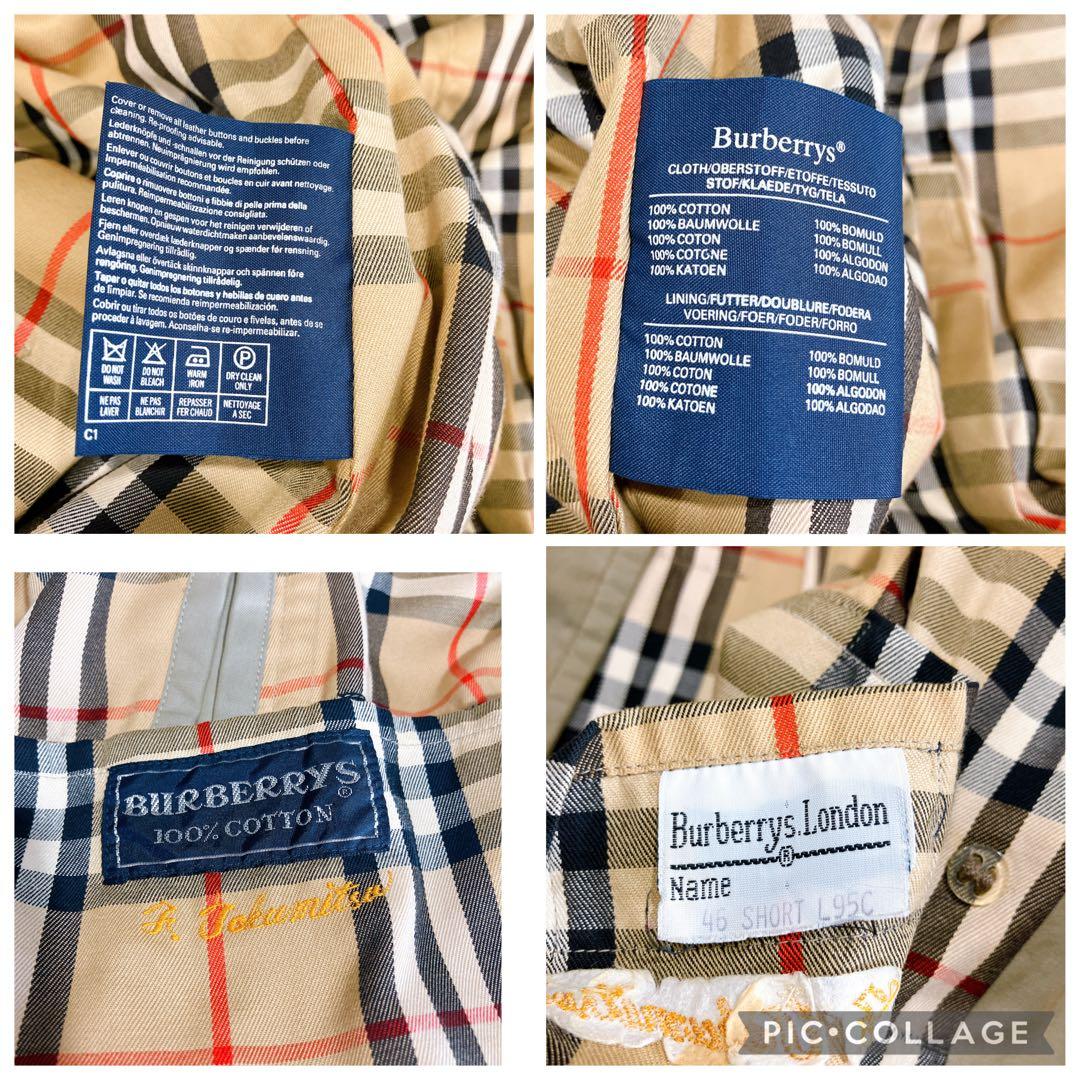 Cover or remove all leather buttons and buckles before
cleaning. Re-proofing advisable.
Lederknöpfe und -schnallen vor der Reinigung schützen oder
abtrennen. Neuimprägnierung wird empfohlen.
Enlever ou couvrir boutons et boucles en cuir avant nettoyage.
Imperméabilisation recommandée.
Coprire o rimuovere bottoni e fibbie di pelle prima della
pulitura. Reimpermeabilizzazione consigliata.
Leren knopen en gespen voor het reinigen verwijderen of
beschermen. Opnieuw waterdicht maken aanbevelenswaardig.
Fjern eller overdæk læderknapper og spænder før rensning.
Genimprægnering tilrådlig.
Avlagsna eller övertäck skinnknappar och spännen före
rengöring. Genimpregnering tillrådelig.
Tapar o quitar todos los botones y hebillas de cuero antes
de limpiar. Se recomienda reimpermeabilización.
Cobrir ou tirar todos os botões de couro e fivelas, antes de se
proceder à lavagem. Aconselha-se re-impermeabilizar.
DO NOT WASH
DO NOT BLEACH
WARM IRON
P
DRY CLEAN ONLY
NE PAS LAVER
NE PAS BLANCHIR
REPASSER FER CHAUD
NETTOYAGE A SEC
C1
Burberrys®
CLOTH/OBERSTOFF/ETOFFE/TESSUTO
STOF/KLAEDE/TYG/TELA
100% COTTON
100% BAUMWOLLE 100% BOMULD
100% COTON 100% BOMULL
100% COTONE 100% ALGODON
100% KATOEN 100% ALGODAO
LINING/FUTTER/DOUBLURE/FODERA
VOERING/FOER/FODER/FORRO
100% COTTON
100% BAUMWOLLE 100% BOMULD
100% COTON 100% BOMULL
100% COTONE 100% ALGODON
100% KATOEN 100% ALGODAO
BURBERRYS®
100% COTTON
Burberrys. London
®
Name
46 SHORT L95C
PIC•COLLAGE